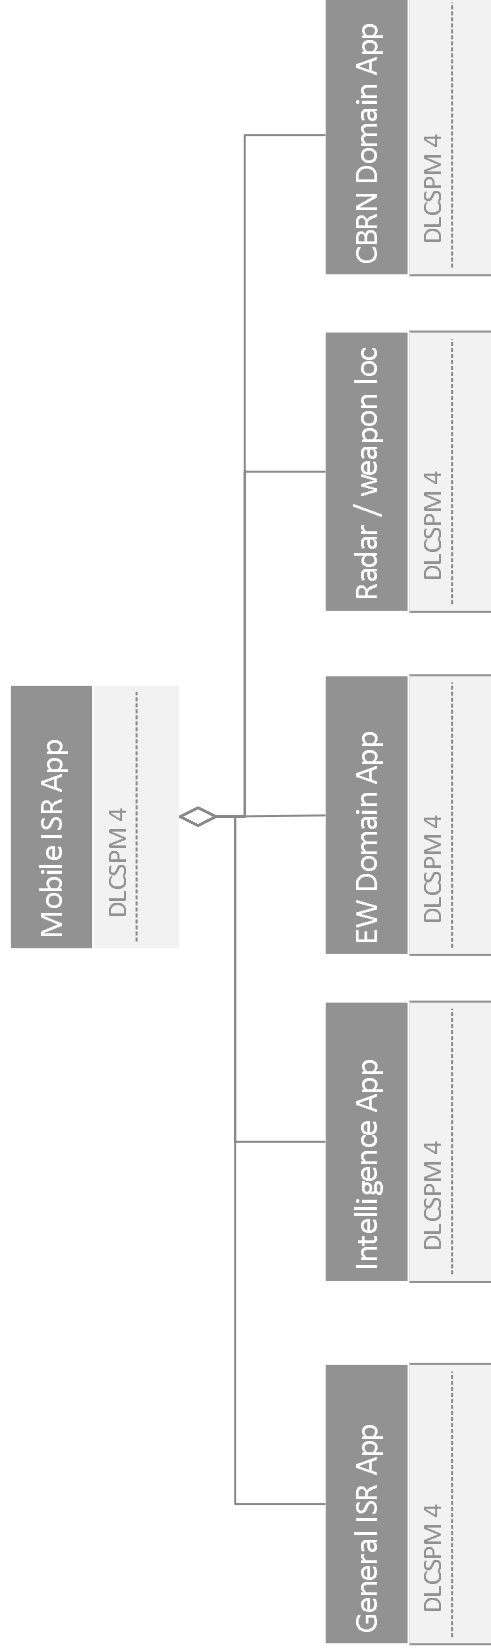 Mobile ISR App
DLCSPM 4
General ISR App
DLCSPM 4
Intelligence App
DLCSPM 4
EW Domain App
DLCSPM 4
Radar / weapon loc
DLCSPM 4
CBRN Domain App
DLCSPM 4